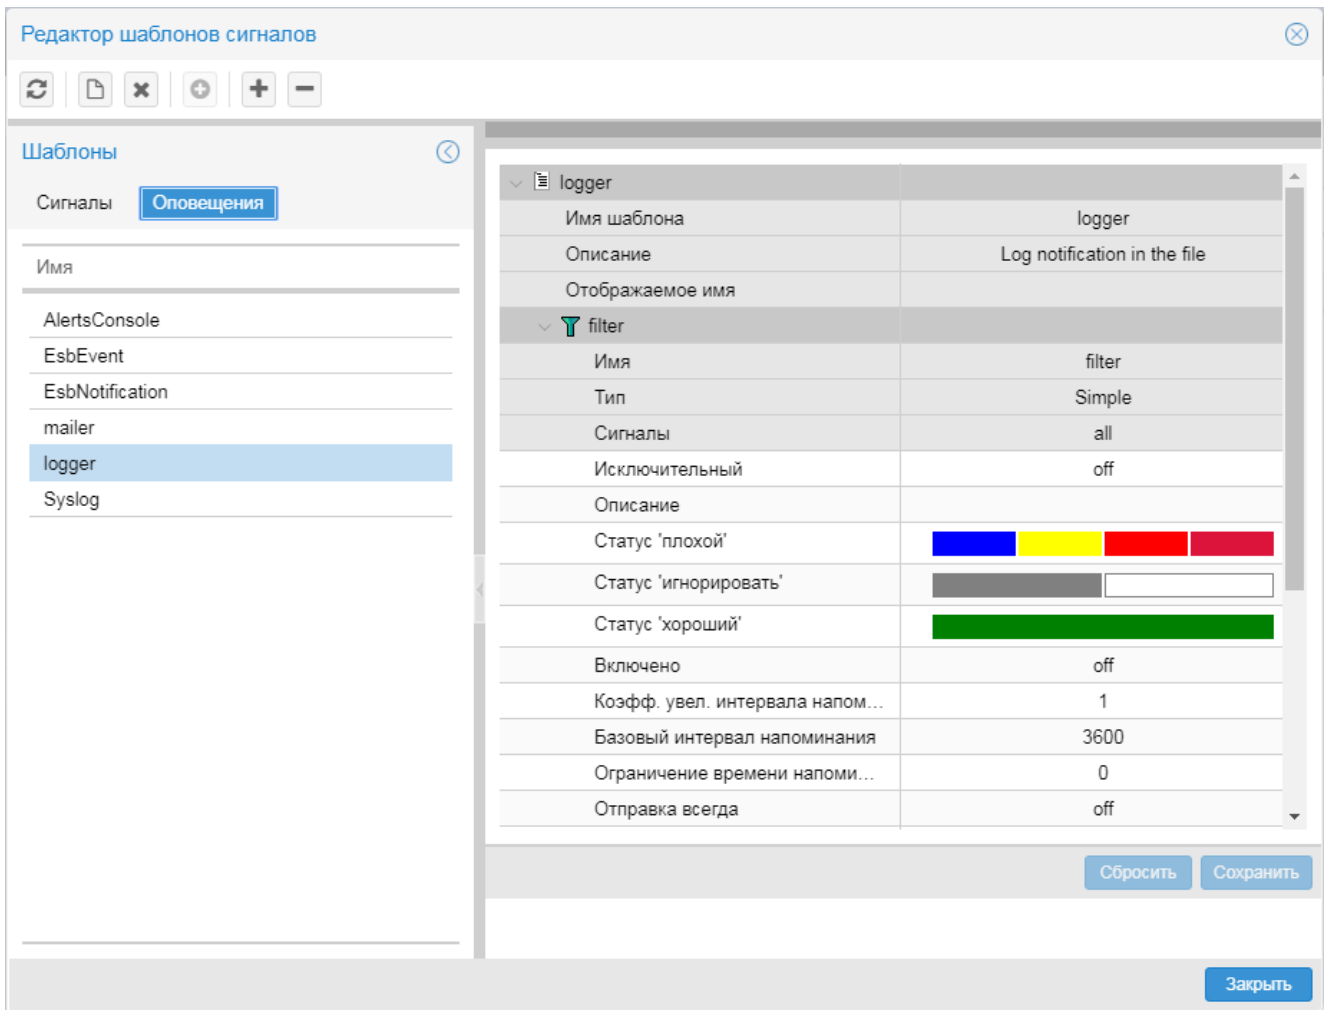 Редактор шаблонов сигналов
Шаблоны
Сигналы Оповещения
Имя
AlertsConsole
EsbEvent
EsbNotification
mailer
logger
Syslog
logger
Имя шаблона logger
Описание Log notification in the file
Отображаемое имя
filter
Имя filter
Тип Simple
Сигналы all
Исключительный off
Описание
Статус 'плохой'
Статус 'игнорировать'
Статус 'хороший'
Включено off
Коэфф. увел. интервала напом... 1
Базовый интервал напоминания 3600
Ограничение времени напоми... 0
Отправка всегда off
Сбросить Сохранить
Закрыть